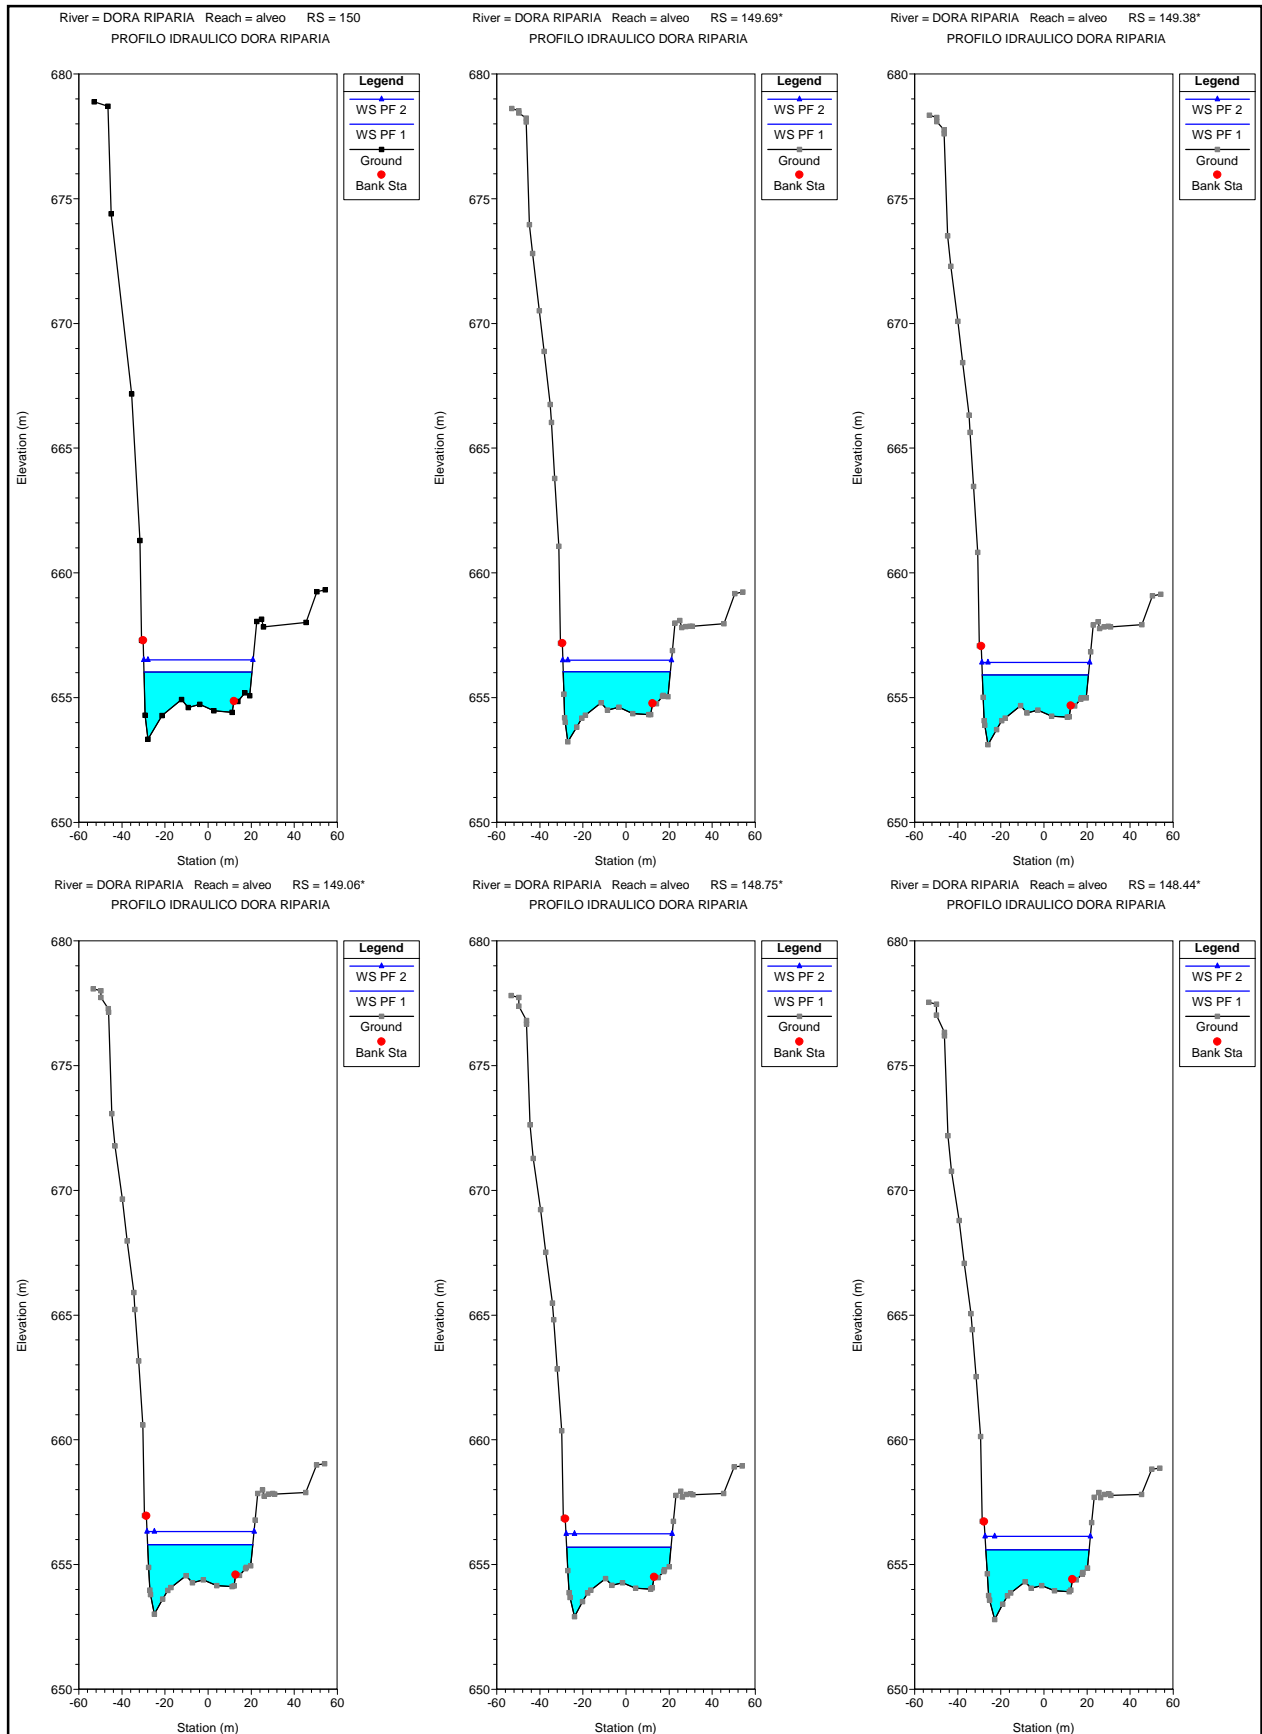 River = DORA RIPARIA   Reach = alveo      RS = 150
PROFILO IDRAULICO DORA RIPARIA
Legend
WS PF 2
WS PF 1
Ground
Bank Sta
680
675
670
665
660
655
650
Elevation (m)
-60 -40 -20 0 20 40 60
Station (m)
River = DORA RIPARIA   Reach = alveo      RS = 149.69*
PROFILO IDRAULICO DORA RIPARIA
Legend
WS PF 2
WS PF 1
Ground
Bank Sta
680
675
670
665
660
655
650
Elevation (m)
-60 -40 -20 0 20 40 60
Station (m)
River = DORA RIPARIA   Reach = alveo      RS = 149.38*
PROFILO IDRAULICO DORA RIPARIA
Legend
WS PF 2
WS PF 1
Ground
Bank Sta
680
675
670
665
660
655
650
Elevation (m)
-60 -40 -20 0 20 40 60
Station (m)
River = DORA RIPARIA   Reach = alveo      RS = 149.06*
PROFILO IDRAULICO DORA RIPARIA
Legend
WS PF 2
WS PF 1
Ground
Bank Sta
680
675
670
665
660
655
650
Elevation (m)
-60 -40 -20 0 20 40 60
Station (m)
River = DORA RIPARIA   Reach = alveo      RS = 148.75*
PROFILO IDRAULICO DORA RIPARIA
Legend
WS PF 2
WS PF 1
Ground
Bank Sta
680
675
670
665
660
655
650
Elevation (m)
-60 -40 -20 0 20 40 60
Station (m)
River = DORA RIPARIA   Reach = alveo      RS = 148.44*
PROFILO IDRAULICO DORA RIPARIA
Legend
WS PF 2
WS PF 1
Ground
Bank Sta
680
675
670
665
660
655
650
Elevation (m)
-60 -40 -20 0 20 40 60
Station (m)